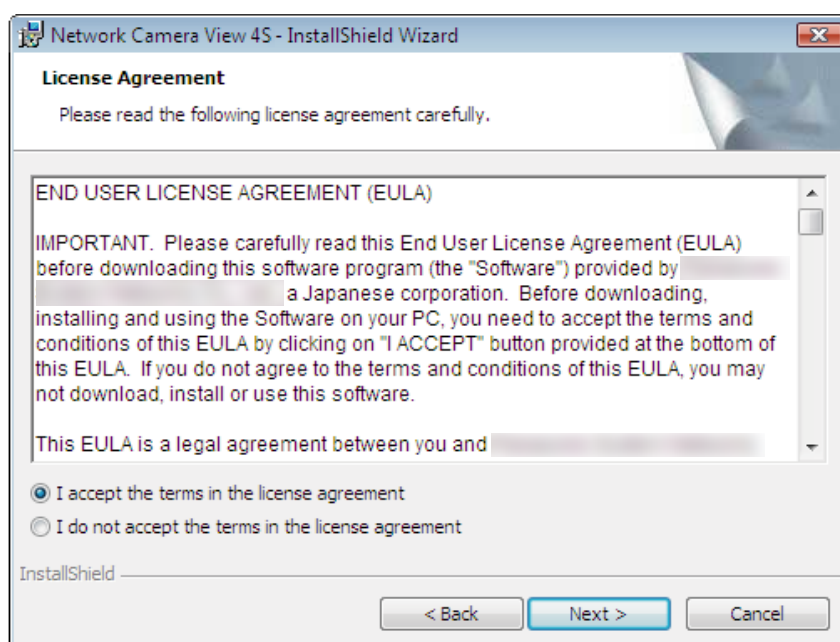 Network Camera View 4S - InstallShield Wizard
License Agreement
Please read the following license agreement carefully.
END USER LICENSE AGREEMENT (EULA)
IMPORTANT.  Please carefully read this End User License Agreement (EULA)
before downloading this software program (the "Software") provided by
a Japanese corporation.  Before downloading,
installing and using the Software on your PC, you need to accept the terms and
conditions of this EULA by clicking on "I ACCEPT" button provided at the bottom of
this EULA.  If you do not agree to the terms and conditions of this EULA, you may
not download, install or use this software.
This EULA is a legal agreement between you and
I accept the terms in the license agreement
I do not accept the terms in the license agreement
InstallShield
< Back
Next >
Cancel